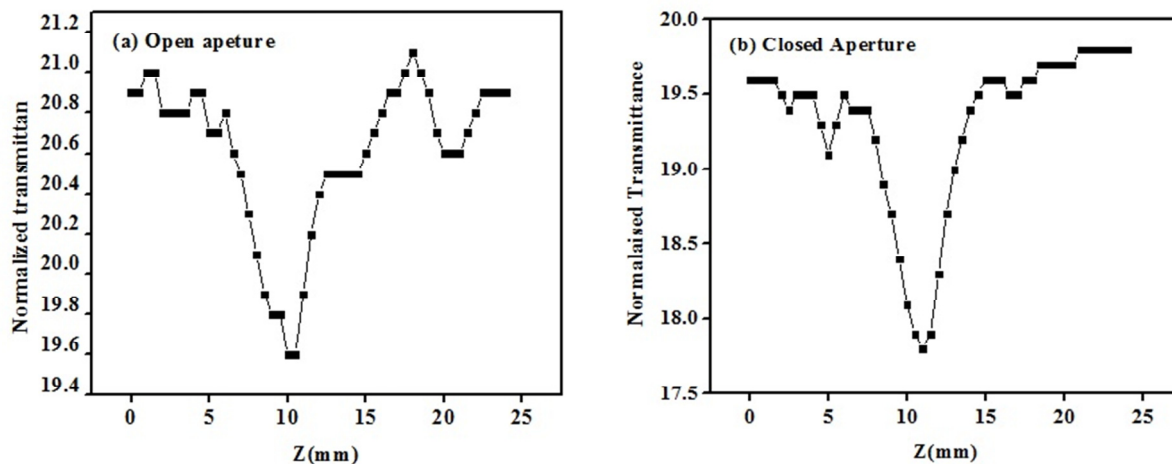 (a) Open apeture
Normalized transmittan
21.2
21.0
20.8
20.6
20.4
20.2
20.0
19.8
19.6
19.4
0 5 10 15 20 25
Z(mm)
(b) Closed Aperture
Normalaised Transmittance
20.0
19.5
19.0
18.5
18.0
17.5
0 5 10 15 20 25
Z(mm)